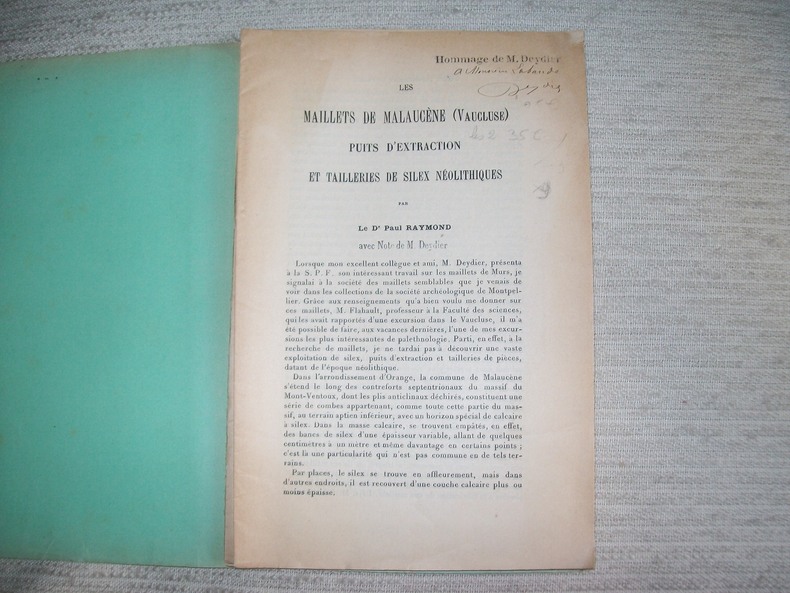 Hommage de M. Deydier
a Monsieur Labande
Deydier
LES
MAILLETS DE MALAUCÈNE (VAUCLUSE)
PUITS D'EXTRACTION
ET TAILLERIES DE SILEX NÉOLITHIQUES
PAR
Le Dr Paul RAYMOND
avec Note de M. Deydier
Lorsque mon excellent collègue et ami, M. Deydier, présenta
à la S. P. F. son intéressant travail sur les maillets de Murs, je
signalai à la société des maillets semblables que je venais de
voir dans les collections de la société archéologique de Montpel-
lier. Grâce aux renseignements qu'a bien voulu me donner sur
ces maillets, M. Flahault, professeur à la Faculté des sciences,
qui les avait rapportés d'une excursion dans le Vaucluse, il m'a
été possible de faire, aux vacances dernières, l'une de mes excur-
sions les plus intéressantes de palethnologie. Parti, en effet, à la
recherche de maillets, je ne tardai pas à découvrir une vaste
exploitation de silex, puits d'extraction et tailleries de pièces,
datant de l'époque néolithique.
Dans l'arrondissement d'Orange, la commune de Malaucène
s'étend le long des contreforts septentrionaux du massif du
Mont-Ventoux, dont les plis anticlinaux déchirés, constituent une
série de combes appartenant, comme toute cette partie du mas-
sif, au terrain aptien inférieur, avec un horizon spécial de calcaire
à silex. Dans la masse calcaire, se trouvent empâtés, en effet,
des bancs de silex d'une épaisseur variable, allant de quelques
centimètres à un mètre et même davantage en certains points ;
c'est là une particularité qui n'est pas commune en de tels ter-
rains.
Par places, le silex se trouve en affleurement, mais dans
d'autres endroits, il est recouvert d'une couche calcaire plus ou
moins épaisse.